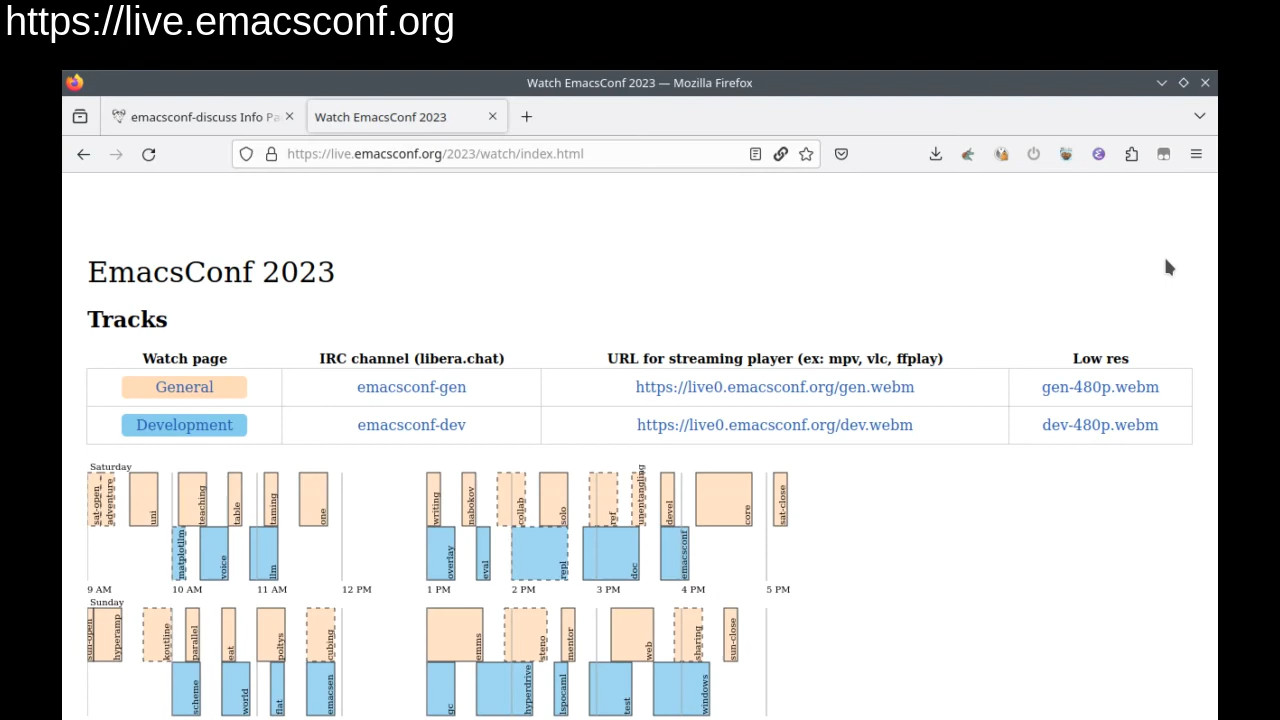 https://live.emacsconf.org
Watch EmacsConf 2023 — Mozilla Firefox
emacsconf-discuss Info Pa
Watch EmacsConf 2023
https://live.emacsconf.org/2023/watch/index.html
EmacsConf 2023
Tracks
Watch page IRC channel (libera.chat) URL for streaming player (ex: mpv, vlc, ffplay) Low res
General emacsconf-gen https://live0.emacsconf.org/gen.webm gen-480p.webm
Development emacsconf-dev https://live0.emacsconf.org/dev.webm dev-480p.webm
Saturday
sat-open adventure uni teaching table taming one writing nabokov collab solo ref untangling devel core sat-close
matplotllm voice llm overlay eval repl doc emacsconf
9 AM 10 AM 11 AM 12 PM 1 PM 2 PM 3 PM 4 PM 5 PM
Sunday
sun-open hyperamp koutline parallel eat poltys cubing emms steno mentor web sharing sun-close
scheme world flat emacsen gc hyperdrive lspocaml test windows